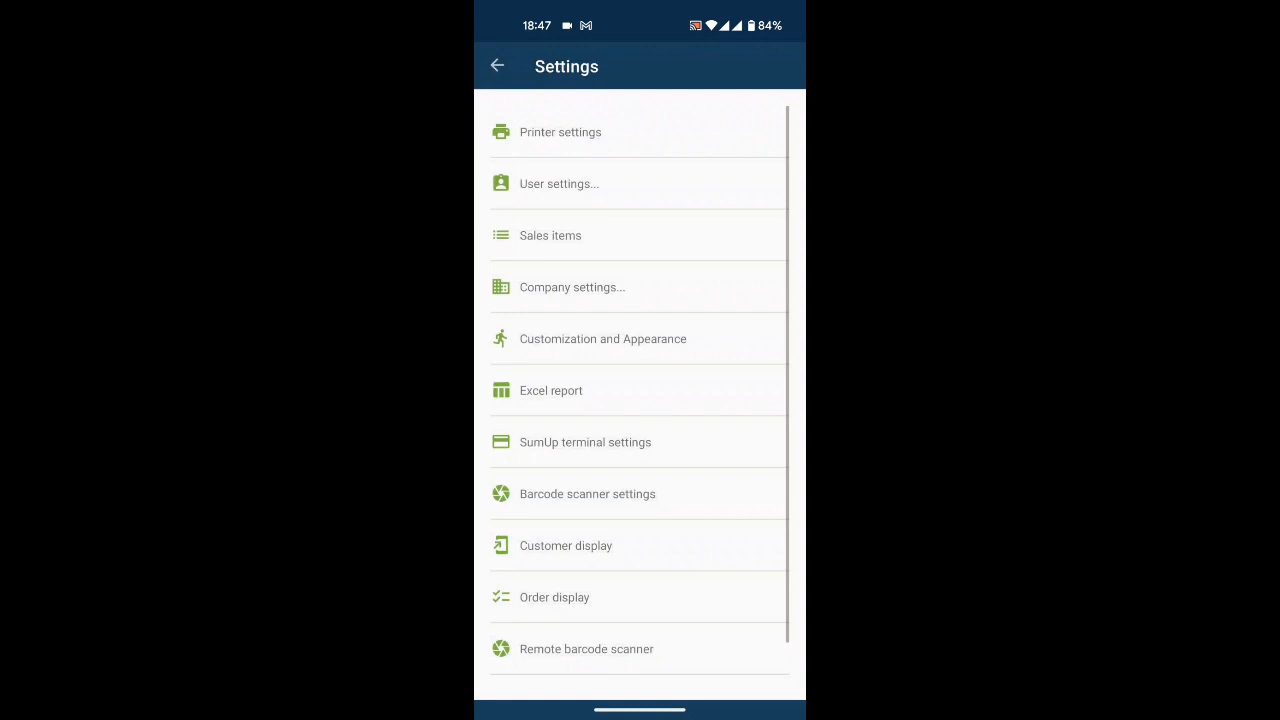 18:47
84%
Settings
Printer settings
User settings...
Sales items
Company settings...
Customization and Appearance
Excel report
SumUp terminal settings
Barcode scanner settings
Customer display
Order display
Remote barcode scanner